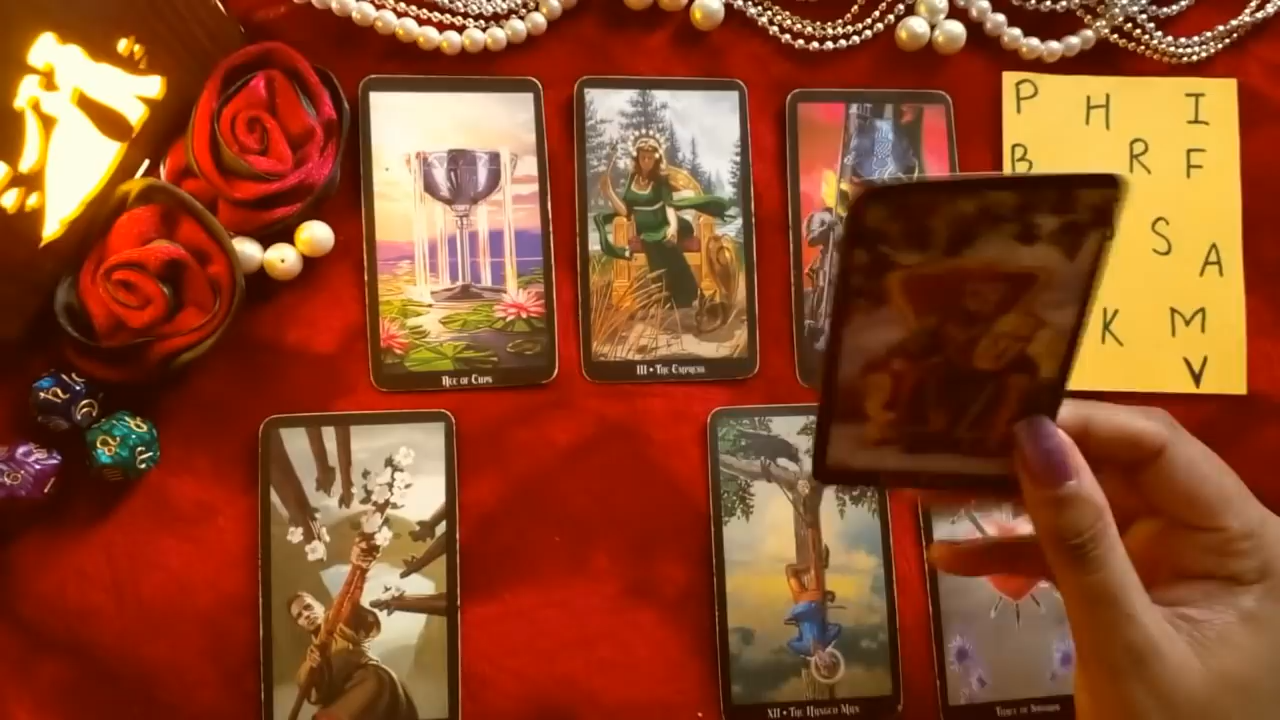 P H I
B R F
S
A
K M
V
Ace of Cups
III • The Empress
XII • The Hanged Man
Three of Swords